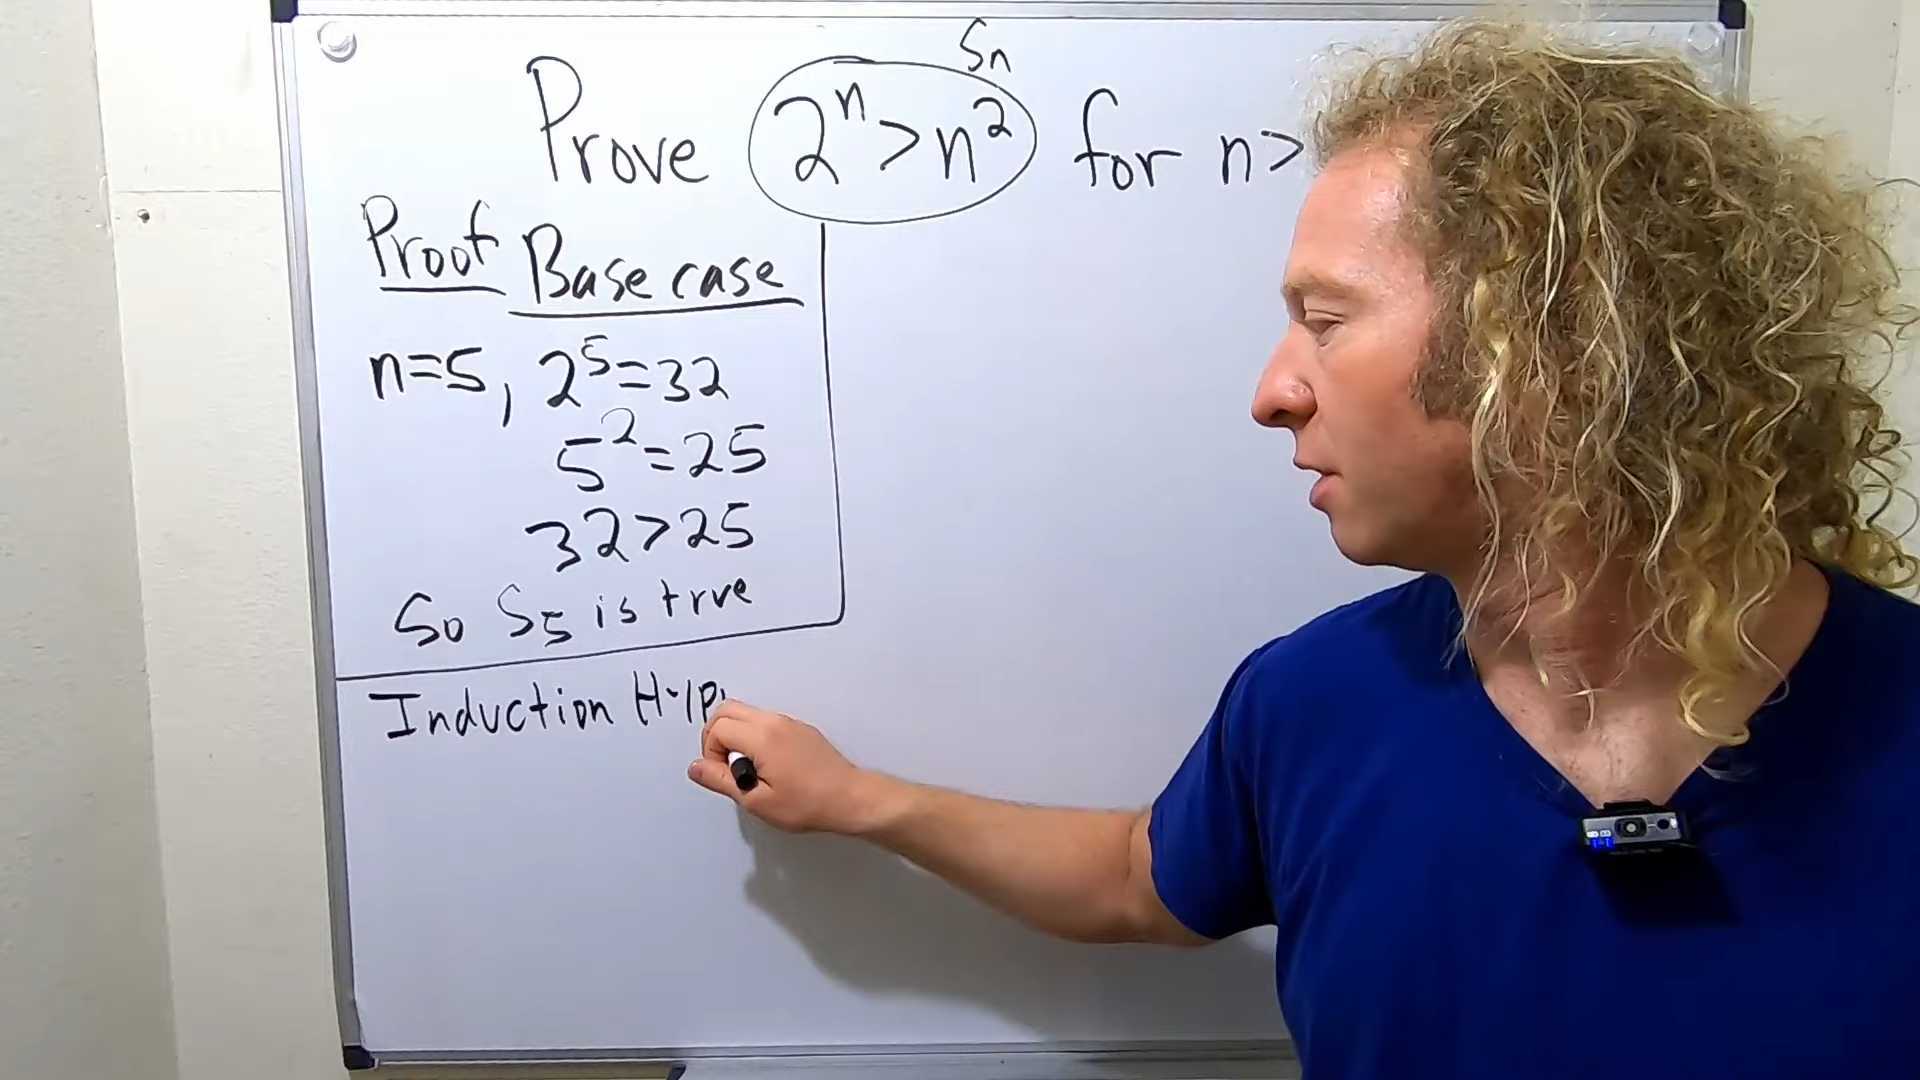 Sn
Prove 2ⁿ>n² for n>
Proof Base case
n=5, 2⁵=32
5²=25
32>25
So S₅ is true
Induction Hyp